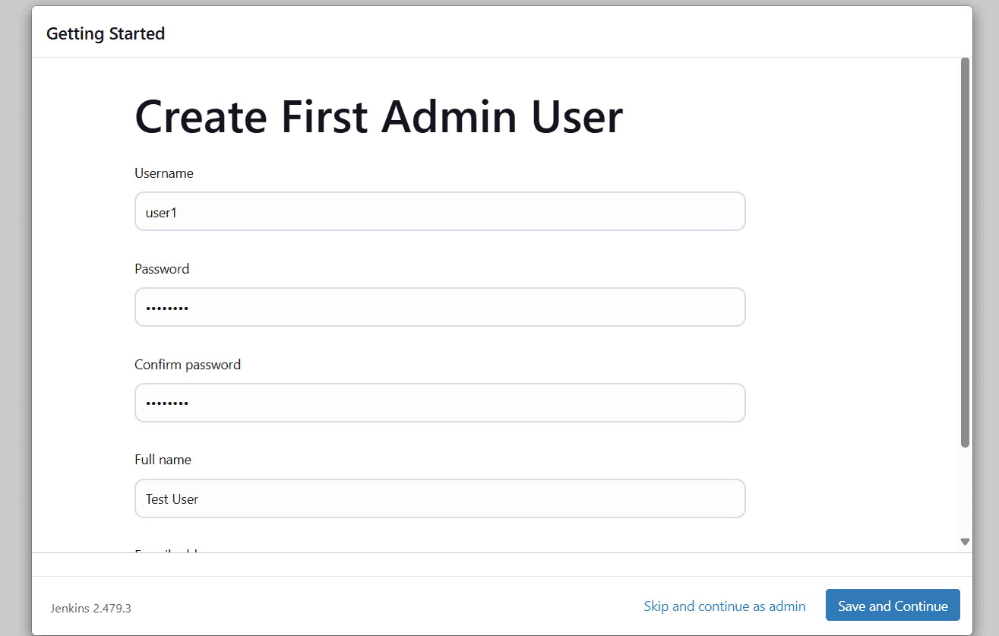 Getting Started
Create First Admin User
Username
user1
Password
••••••••
Confirm password
••••••••
Full name
Test User
Jenkins 2.479.3
Skip and continue as admin
Save and Continue